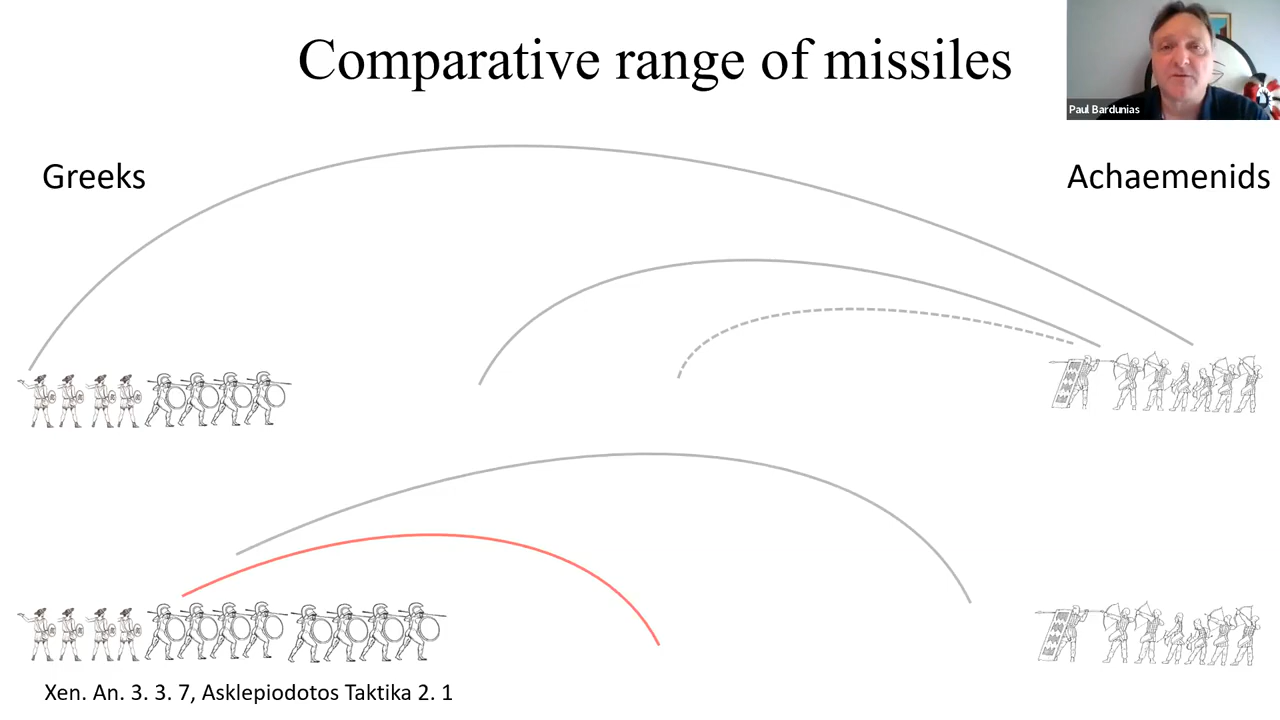 Comparative range of missiles
Paul Bardunias
Greeks
Achaemenids
Xen. An. 3. 3. 7, Asklepiodotos Taktika 2. 1